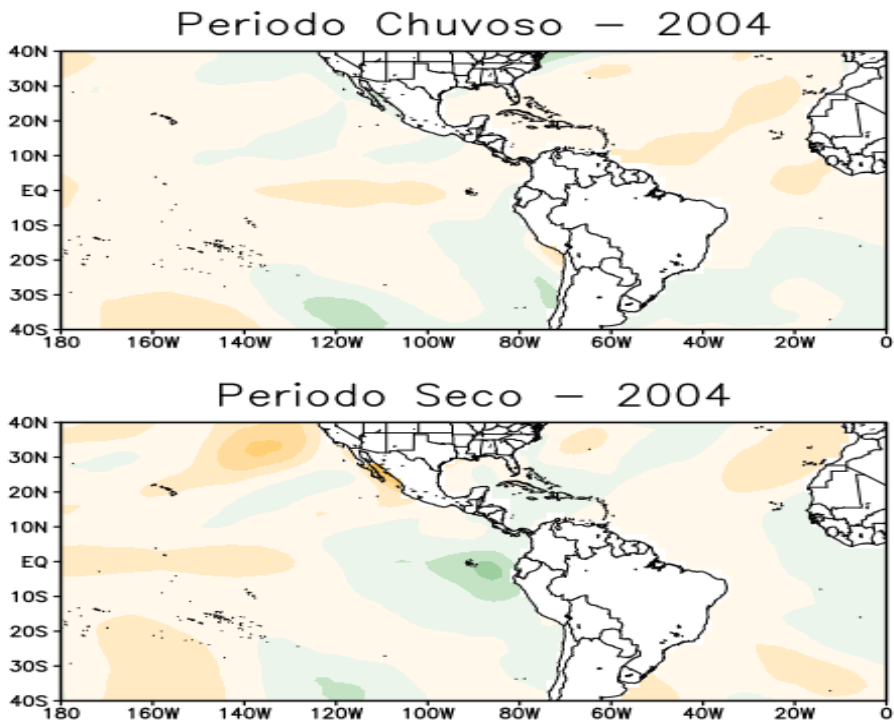 Periodo Chuvoso – 2004
40N
30N
20N
10N
EQ
10S
20S
30S
40S
180 160W 140W 120W 100W 80W 60W 40W 20W 0
Periodo Seco – 2004
40N
30N
20N
10N
EQ
10S
20S
30S
40S
180 160W 140W 120W 100W 80W 60W 40W 20W 0